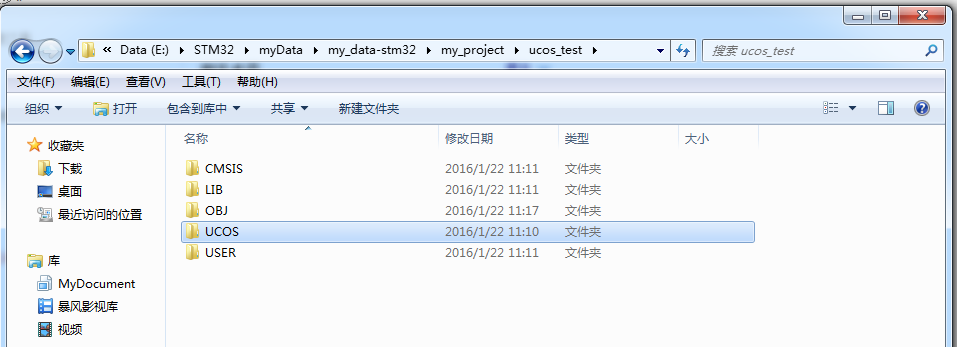 « Data (E:) ▸ STM32 ▸ myData ▸ my_data-stm32 ▸ my_project ▸ ucos_test ▸
搜索 ucos_test
文件(F) 编辑(E) 查看(V) 工具(T) 帮助(H)
组织 打开 包含到库中 共享 新建文件夹
收藏夹
下载
桌面
最近访问的位置
库
MyDocument
暴风影视库
视频
名称 修改日期 类型 大小
CMSIS 2016/1/22 11:11 文件夹
LIB 2016/1/22 11:11 文件夹
OBJ 2016/1/22 11:17 文件夹
UCOS 2016/1/22 11:10 文件夹
USER 2016/1/22 11:11 文件夹